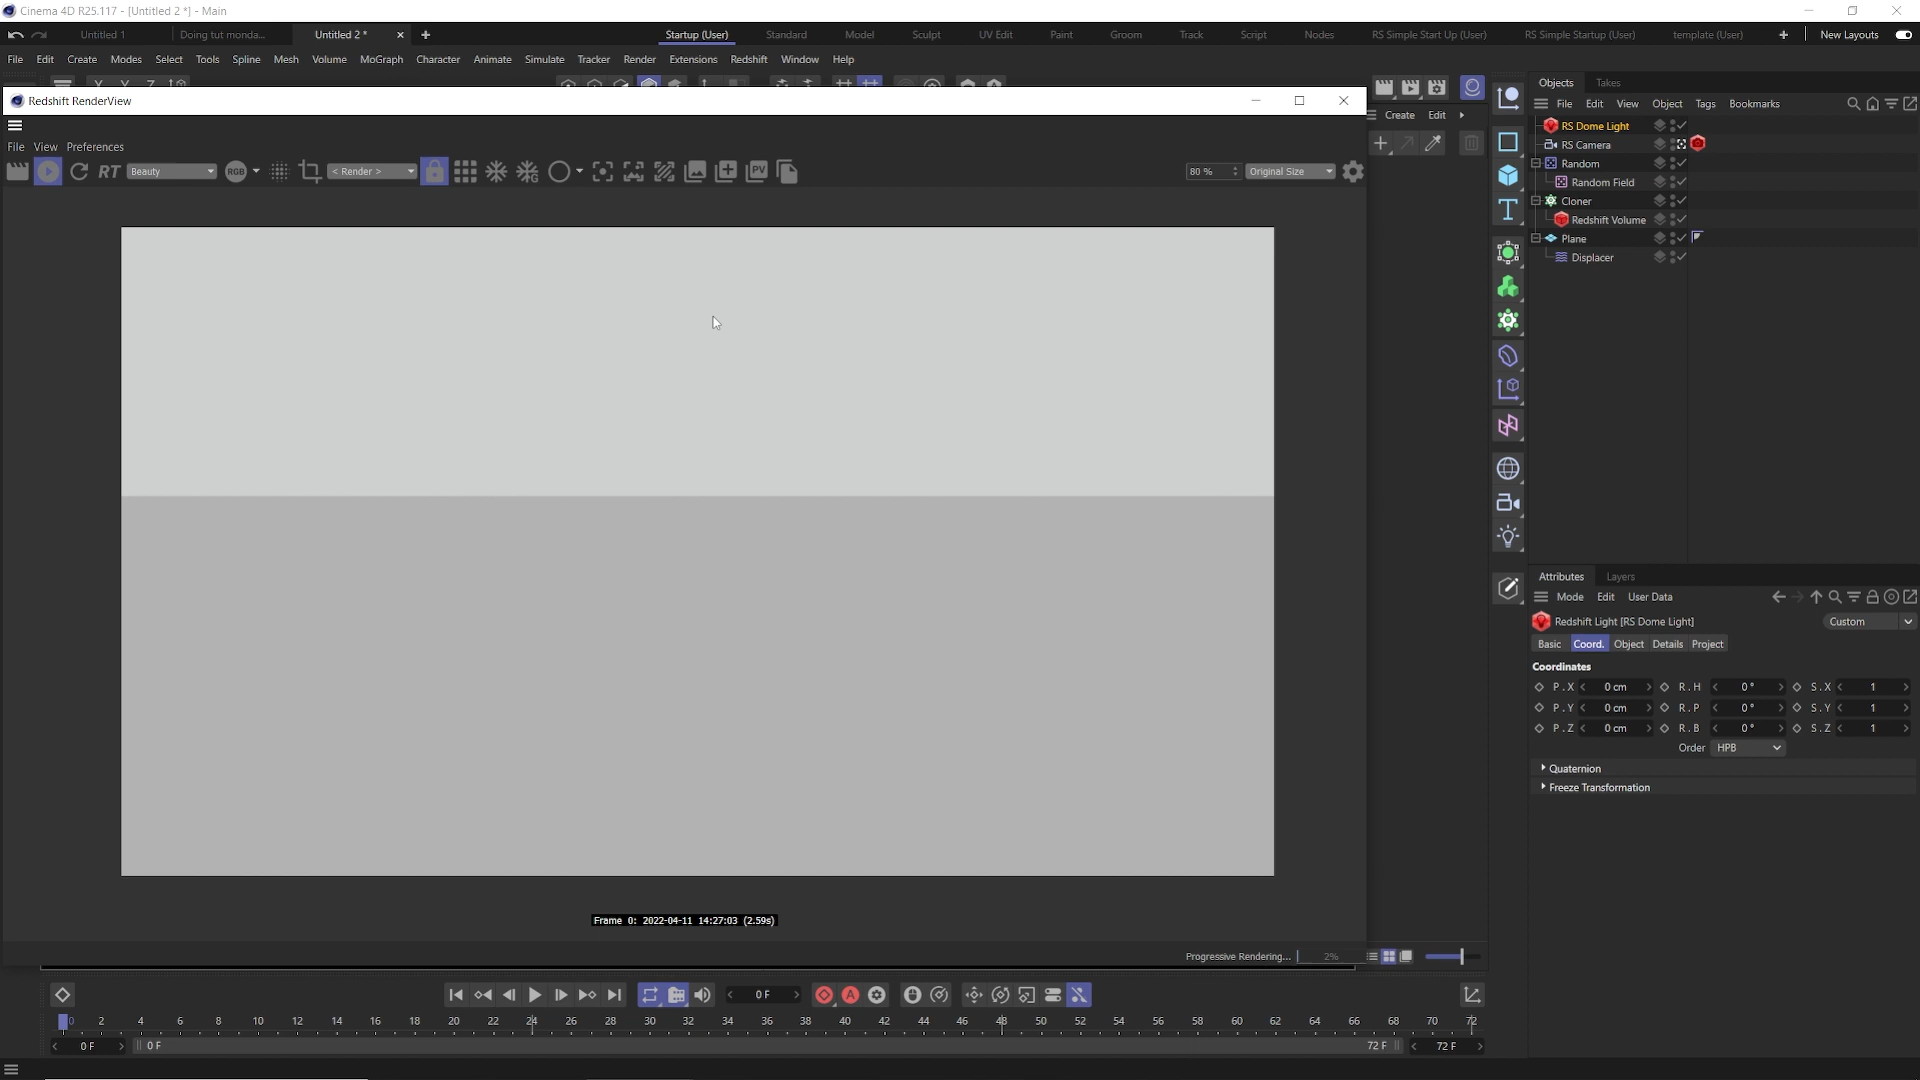 Cinema 4D R25.117 - [Untitled 2 *] - Main
Untitled 1
Doing tut monda...
Untitled 2 *
Startup (User)
Standard
Model
Sculpt
UV Edit
Paint
Groom
Track
Script
Nodes
RS Simple Start Up (User)
RS Simple Startup (User)
template (User)
New Layouts
File Edit Create Modes Select Tools Spline Mesh Volume MoGraph Character Animate Simulate Tracker Render Extensions Redshift Window Help
Redshift RenderView
File View Preferences
RT Beauty RGB < Render > PV 80 % Original Size
Create Edit
Objects Takes
File Edit View Object Tags Bookmarks
RS Dome Light
RS Camera
Random
Random Field
Cloner
Redshift Volume
Plane
Displacer
Attributes Layers
Mode Edit User Data
Redshift Light [RS Dome Light] Custom
Basic Coord. Object Details Project
Coordinates
P . X 0 cm R . H 0° S . X 1
P . Y 0 cm R . P 0° S . Y 1
P . Z 0 cm R . B 0° S . Z 1
Order HPB
Quaternion
Freeze Transformation
Frame 0: 2022-04-11 14:27:03 (2.59s)
Progressive Rendering... 2%
0 F
0 2 4 6 8 10 12 14 16 18 20 22 24 26 28 30 32 34 36 38 40 42 44 46 48 50 52 54 56 58 60 62 64 66 68 70 72
0 F 0 F 72 F 72 F